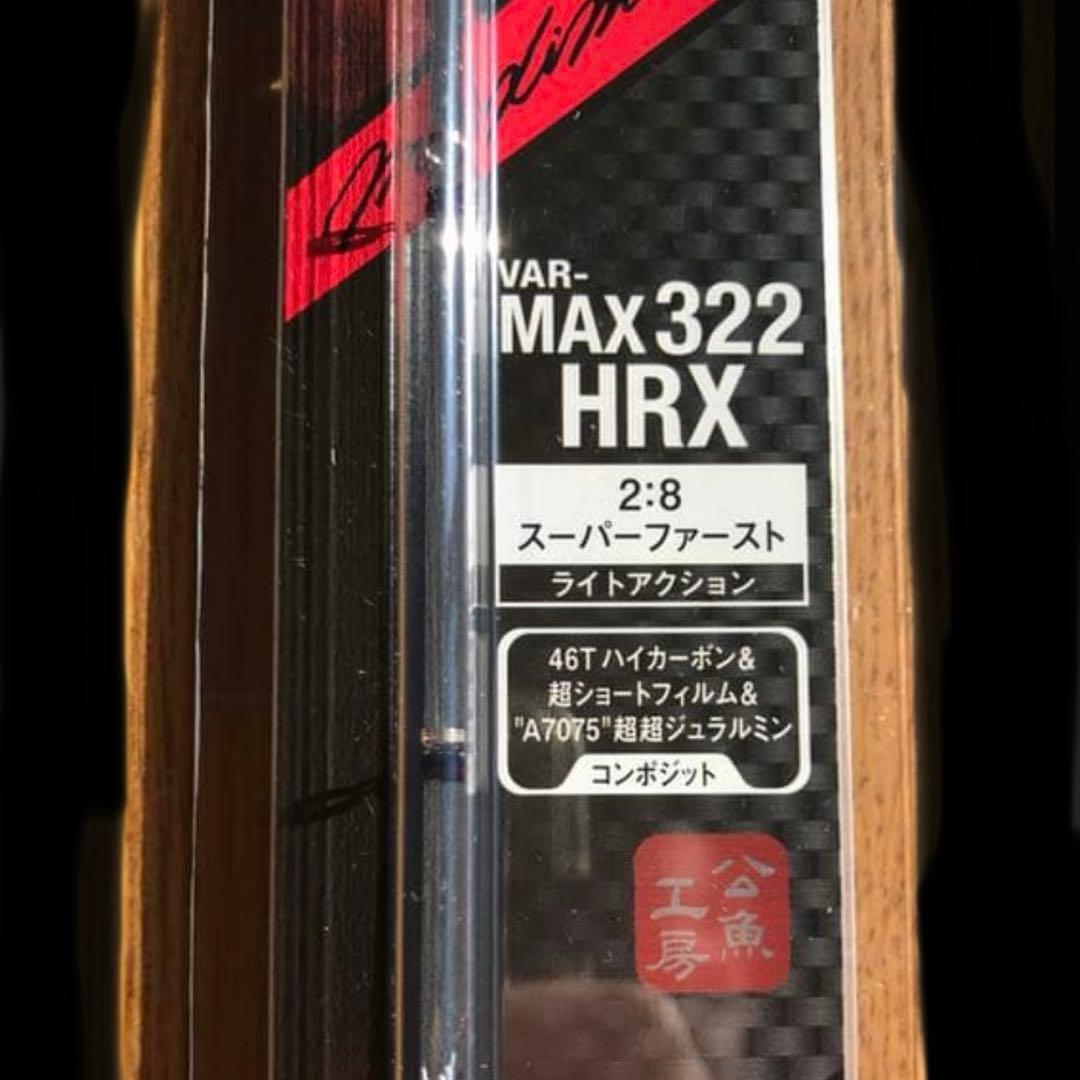 VAR-
MAX 322
HRX
2:8
スーパーファースト
ライトアクション
46Tハイカーボン&
超ショートフィルム&
"A7075"超超ジュラルミン
コンポジット
公魚
工房